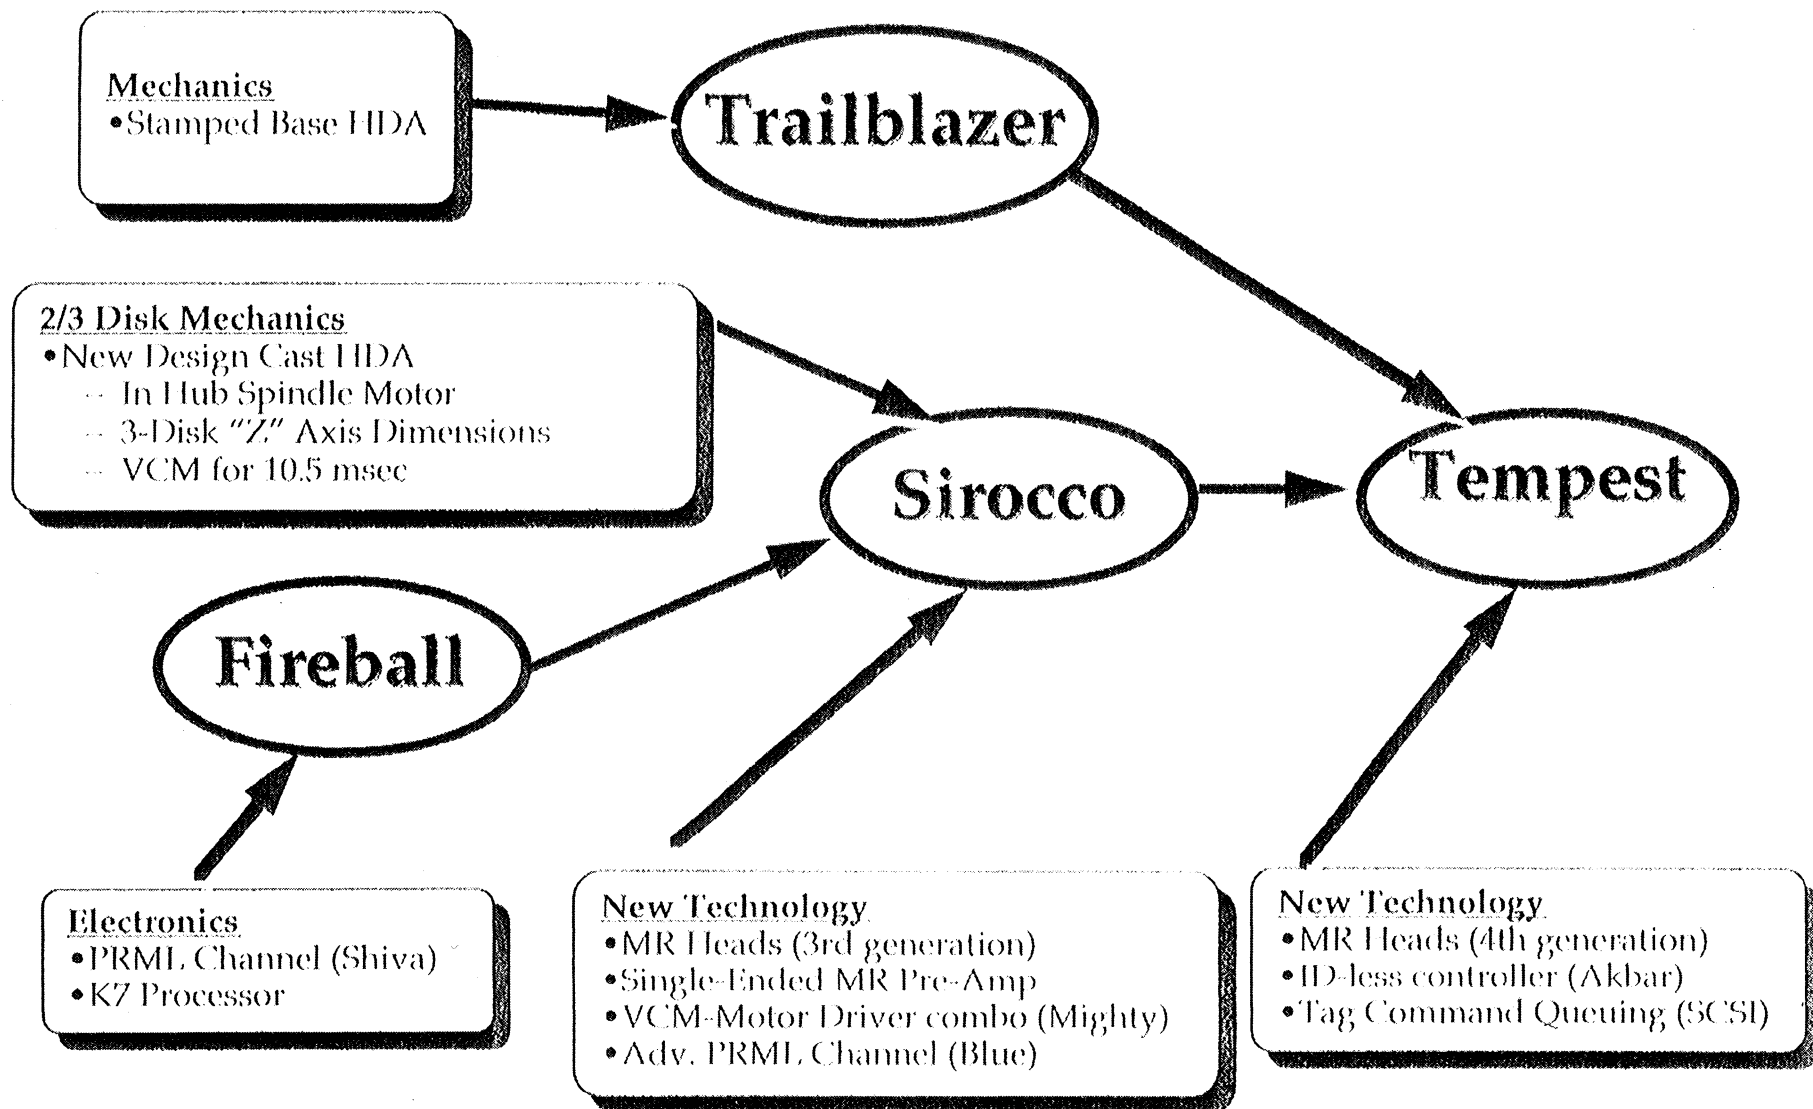 Mechanics
•Stamped Base HDA
Trailblazer
2/3 Disk Mechanics
•New Design Cast HDA
-- In Hub Spindle Motor
-- 3-Disk "Z" Axis Dimensions
-- VCM for 10.5 msec
Sirocco
Tempest
Fireball
Electronics
•PRML Channel (Shiva)
•K7 Processor
New Technology
•MR Heads (3rd generation)
•Single-Ended MR Pre-Amp
•VCM-Motor Driver combo (Mighty)
•Adv. PRML Channel (Blue)
New Technology
•MR Heads (4th generation)
•ID-less controller (Akbar)
•Tag Command Queuing (SCSI)